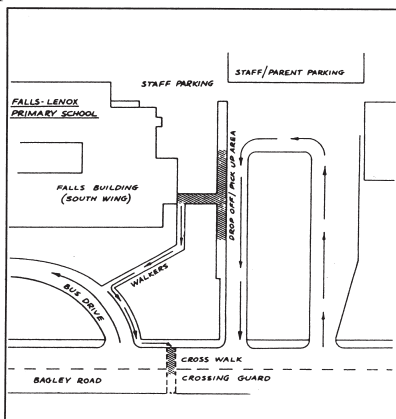 STAFF PARKING
STAFF/PARENT PARKING
FALLS-LENOX
PRIMARY SCHOOL
FALLS BUILDING
(SOUTH WING)
DROP OFF/PICK UP AREA
WALKERS
BUS DRIVE
CROSS WALK
BAGLEY ROAD
CROSSING GUARD